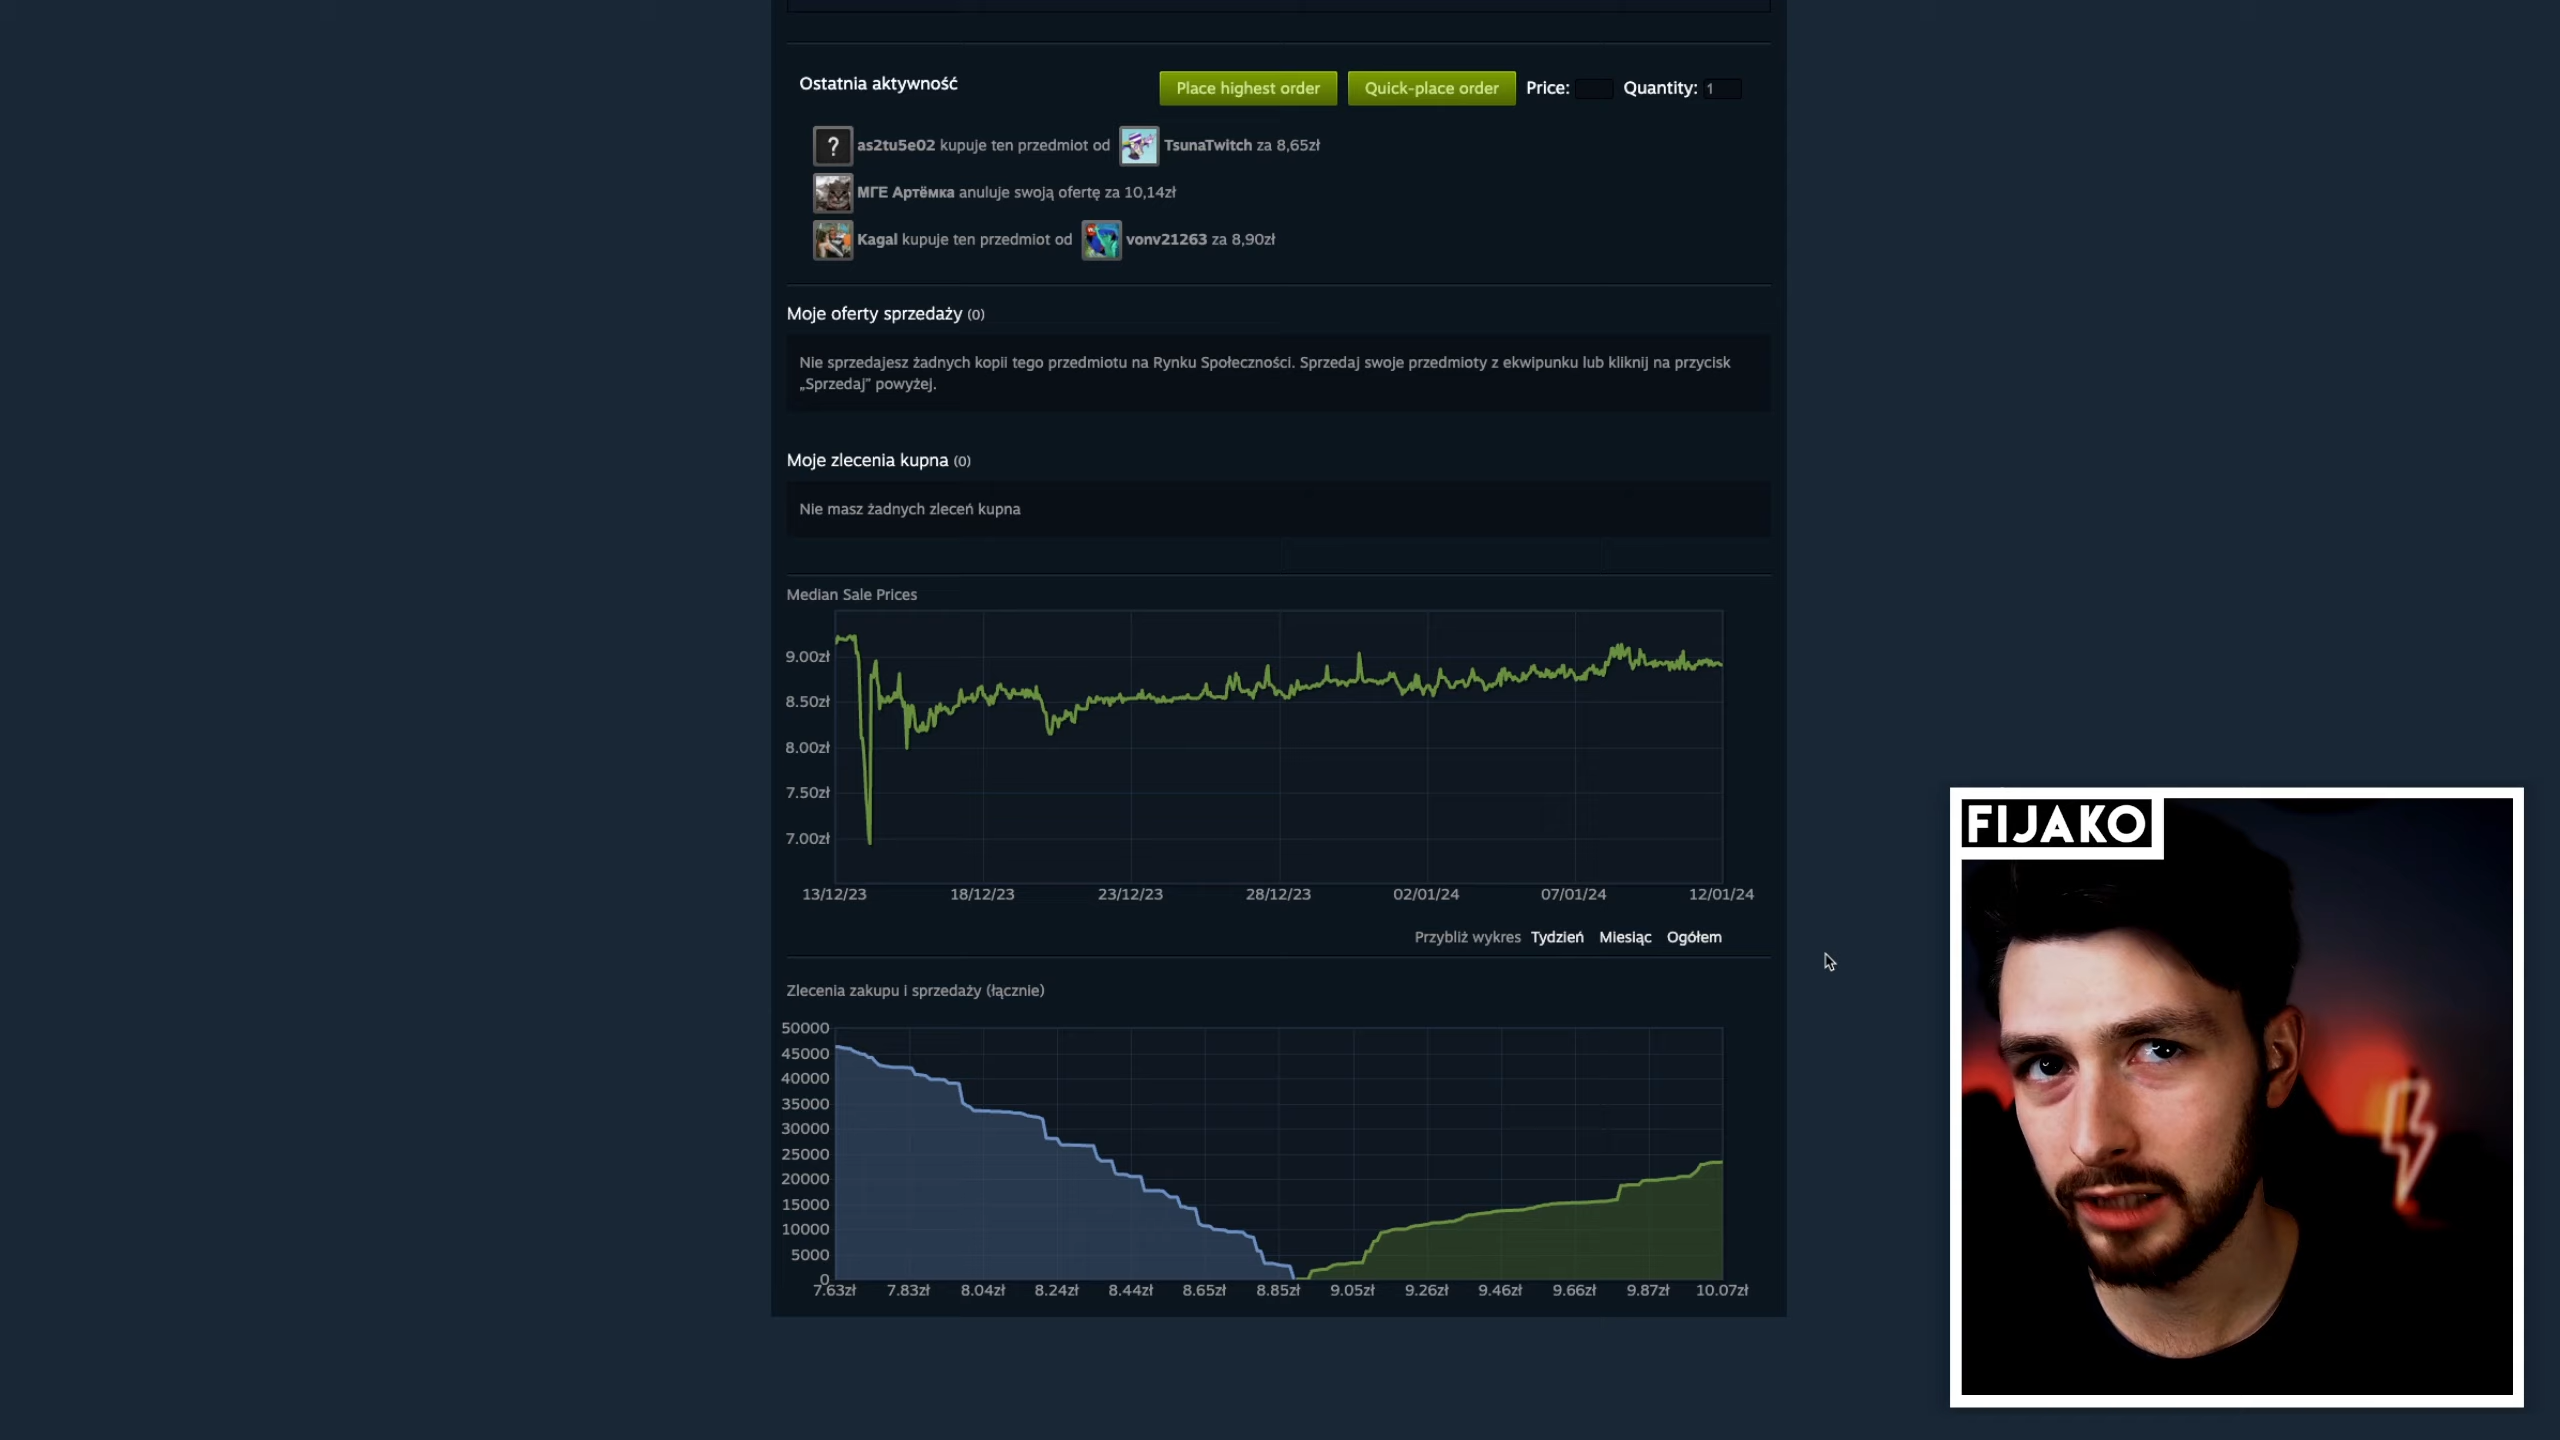 Ostatnia aktywność
Place highest order
Quick-place order
Price:
Quantity: 1
?
as2tu5e02 kupuje ten przedmiot od TsunaTwitch za 8,65zł
МГЕ Артёмка anuluje swoją ofertę za 10,14zł
Kagal kupuje ten przedmiot od vonv21263 za 8,90zł
Moje oferty sprzedaży (0)
Nie sprzedajesz żadnych kopii tego przedmiotu na Rynku Społeczności. Sprzedaj swoje przedmioty z ekwipunku lub kliknij na przycisk
„Sprzedaj” powyżej.
Moje zlecenia kupna (0)
Nie masz żadnych zleceń kupna
Median Sale Prices
9.00zł
8.50zł
8.00zł
7.50zł
7.00zł
13/12/23 18/12/23 23/12/23 28/12/23 02/01/24 07/01/24 12/01/24
Przybliż wykres Tydzień Miesiąc Ogółem
Zlecenia zakupu i sprzedaży (łącznie)
50000
45000
40000
35000
30000
25000
20000
15000
10000
5000
0
7.63zł 7.83zł 8.04zł 8.24zł 8.44zł 8.65zł 8.85zł 9.05zł 9.26zł 9.46zł 9.66zł 9.87zł 10.07zł
FIJAKO